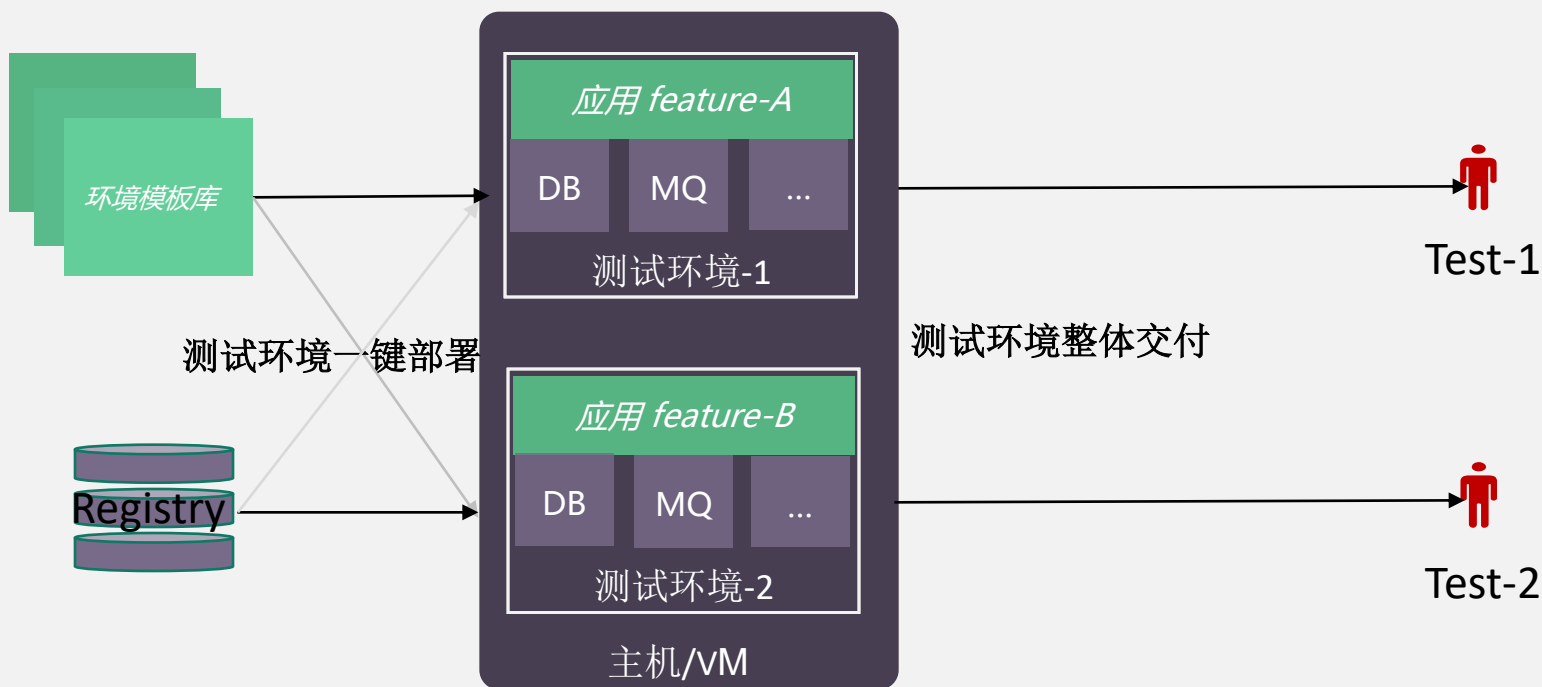 应用 feature-A
环境模板库
DB
MQ
...
测试环境-1
Test-1
测试环境一键部署
测试环境整体交付
应用 feature-B
Registry
DB
MQ
...
测试环境-2
Test-2
主机/VM